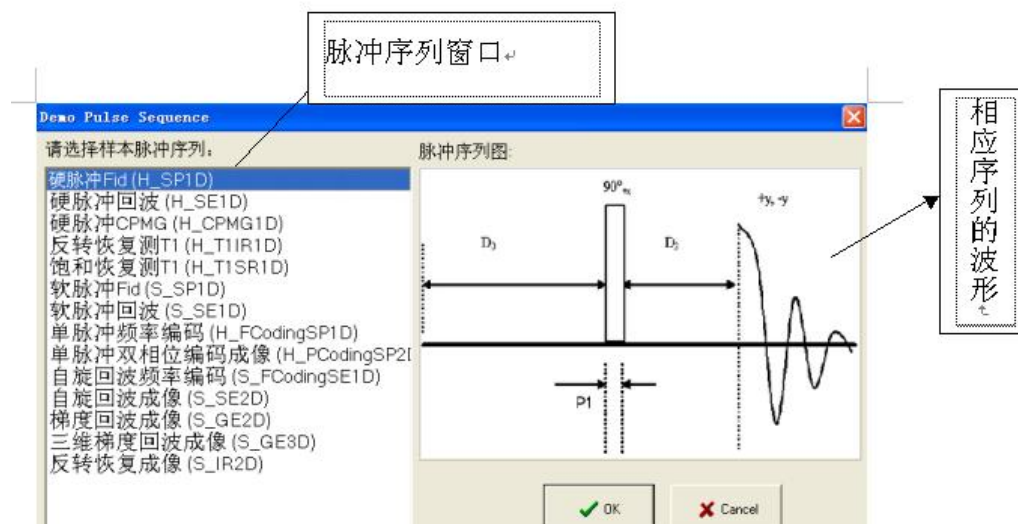 脉冲序列窗口
Demo Pulse Sequence
请选择样本脉冲序列:
硬脉冲Fid (H_SP1D)
硬脉冲回波 (H_SE1D)
硬脉冲CPMG (H_CPMG1D)
反转恢复测T1 (H_T1IR1D)
饱和恢复测T1 (H_T1SR1D)
软脉冲Fid (S_SP1D)
软脉冲回波 (S_SE1D)
单脉冲频率编码 (H_FCodingSP1D)
单脉冲双相位编码成像 (H_PCodingSP2
自旋回波频率编码 (S_FCodingSE1D)
自旋回波成像 (S_SE2D)
梯度回波成像 (S_GE2D)
三维梯度回波成像 (S_GE3D)
反转恢复成像 (S_IR2D)
脉冲序列图:
90°
+y, -y
D₃
D₂
P1
OK
Cancel
相应序列的波形